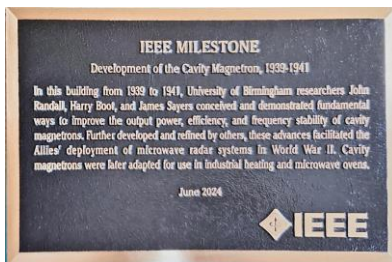 IEEE MILESTONE
Development of the Cavity Magnetron, 1939-1941
In this building from 1939 to 1941, University of Birmingham researchers John
Randall, Harry Boot, and James Sayers conceived and demonstrated fundamental
ways to improve the output power, efficiency, and frequency stability of cavity
magnetrons. Further developed and refined by others, these advances facilitated the
Allies' deployment of microwave radar systems in World War II. Cavity
magnetrons were later adapted for use in industrial heating and microwave ovens.
June 2024
IEEE